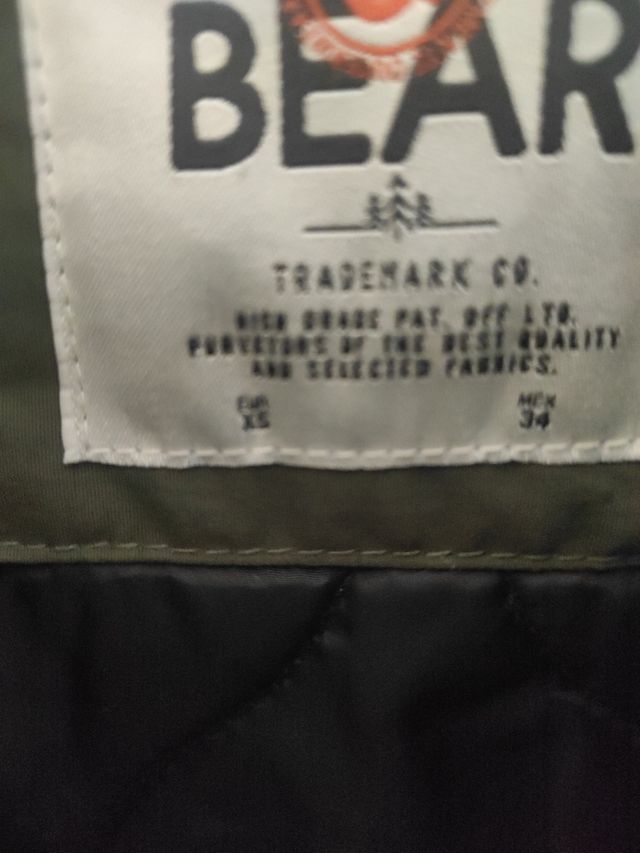 BEAR
TRADEMARK CO.
HIGH GRADE PAT. OFF LTD.
PURVEYORS OF THE BEST QUALITY
AND SELECTED FABRICS.
EUR MEX
XS 34